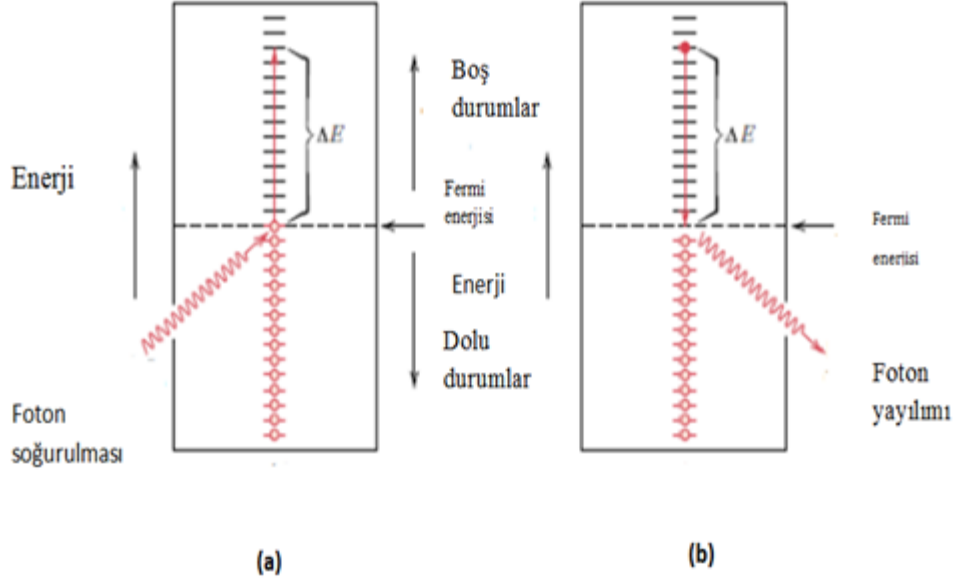 Enerji
Foton
soğurulması
ΔE
Boş
durumlar
Fermi
enerjisi
Enerji
Dolu
durumlar
ΔE
Fermi
enerjisi
Foton
yayılımı
(a)
(b)